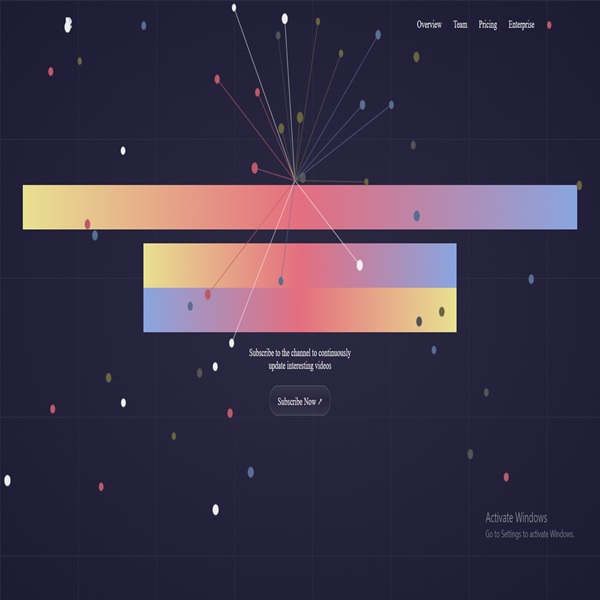 Overview Team Pricing Enterprise
Subscribe to the channel to continuously
update interesting videos
Subscribe Now ↗
Activate Windows
Go to Settings to activate Windows.